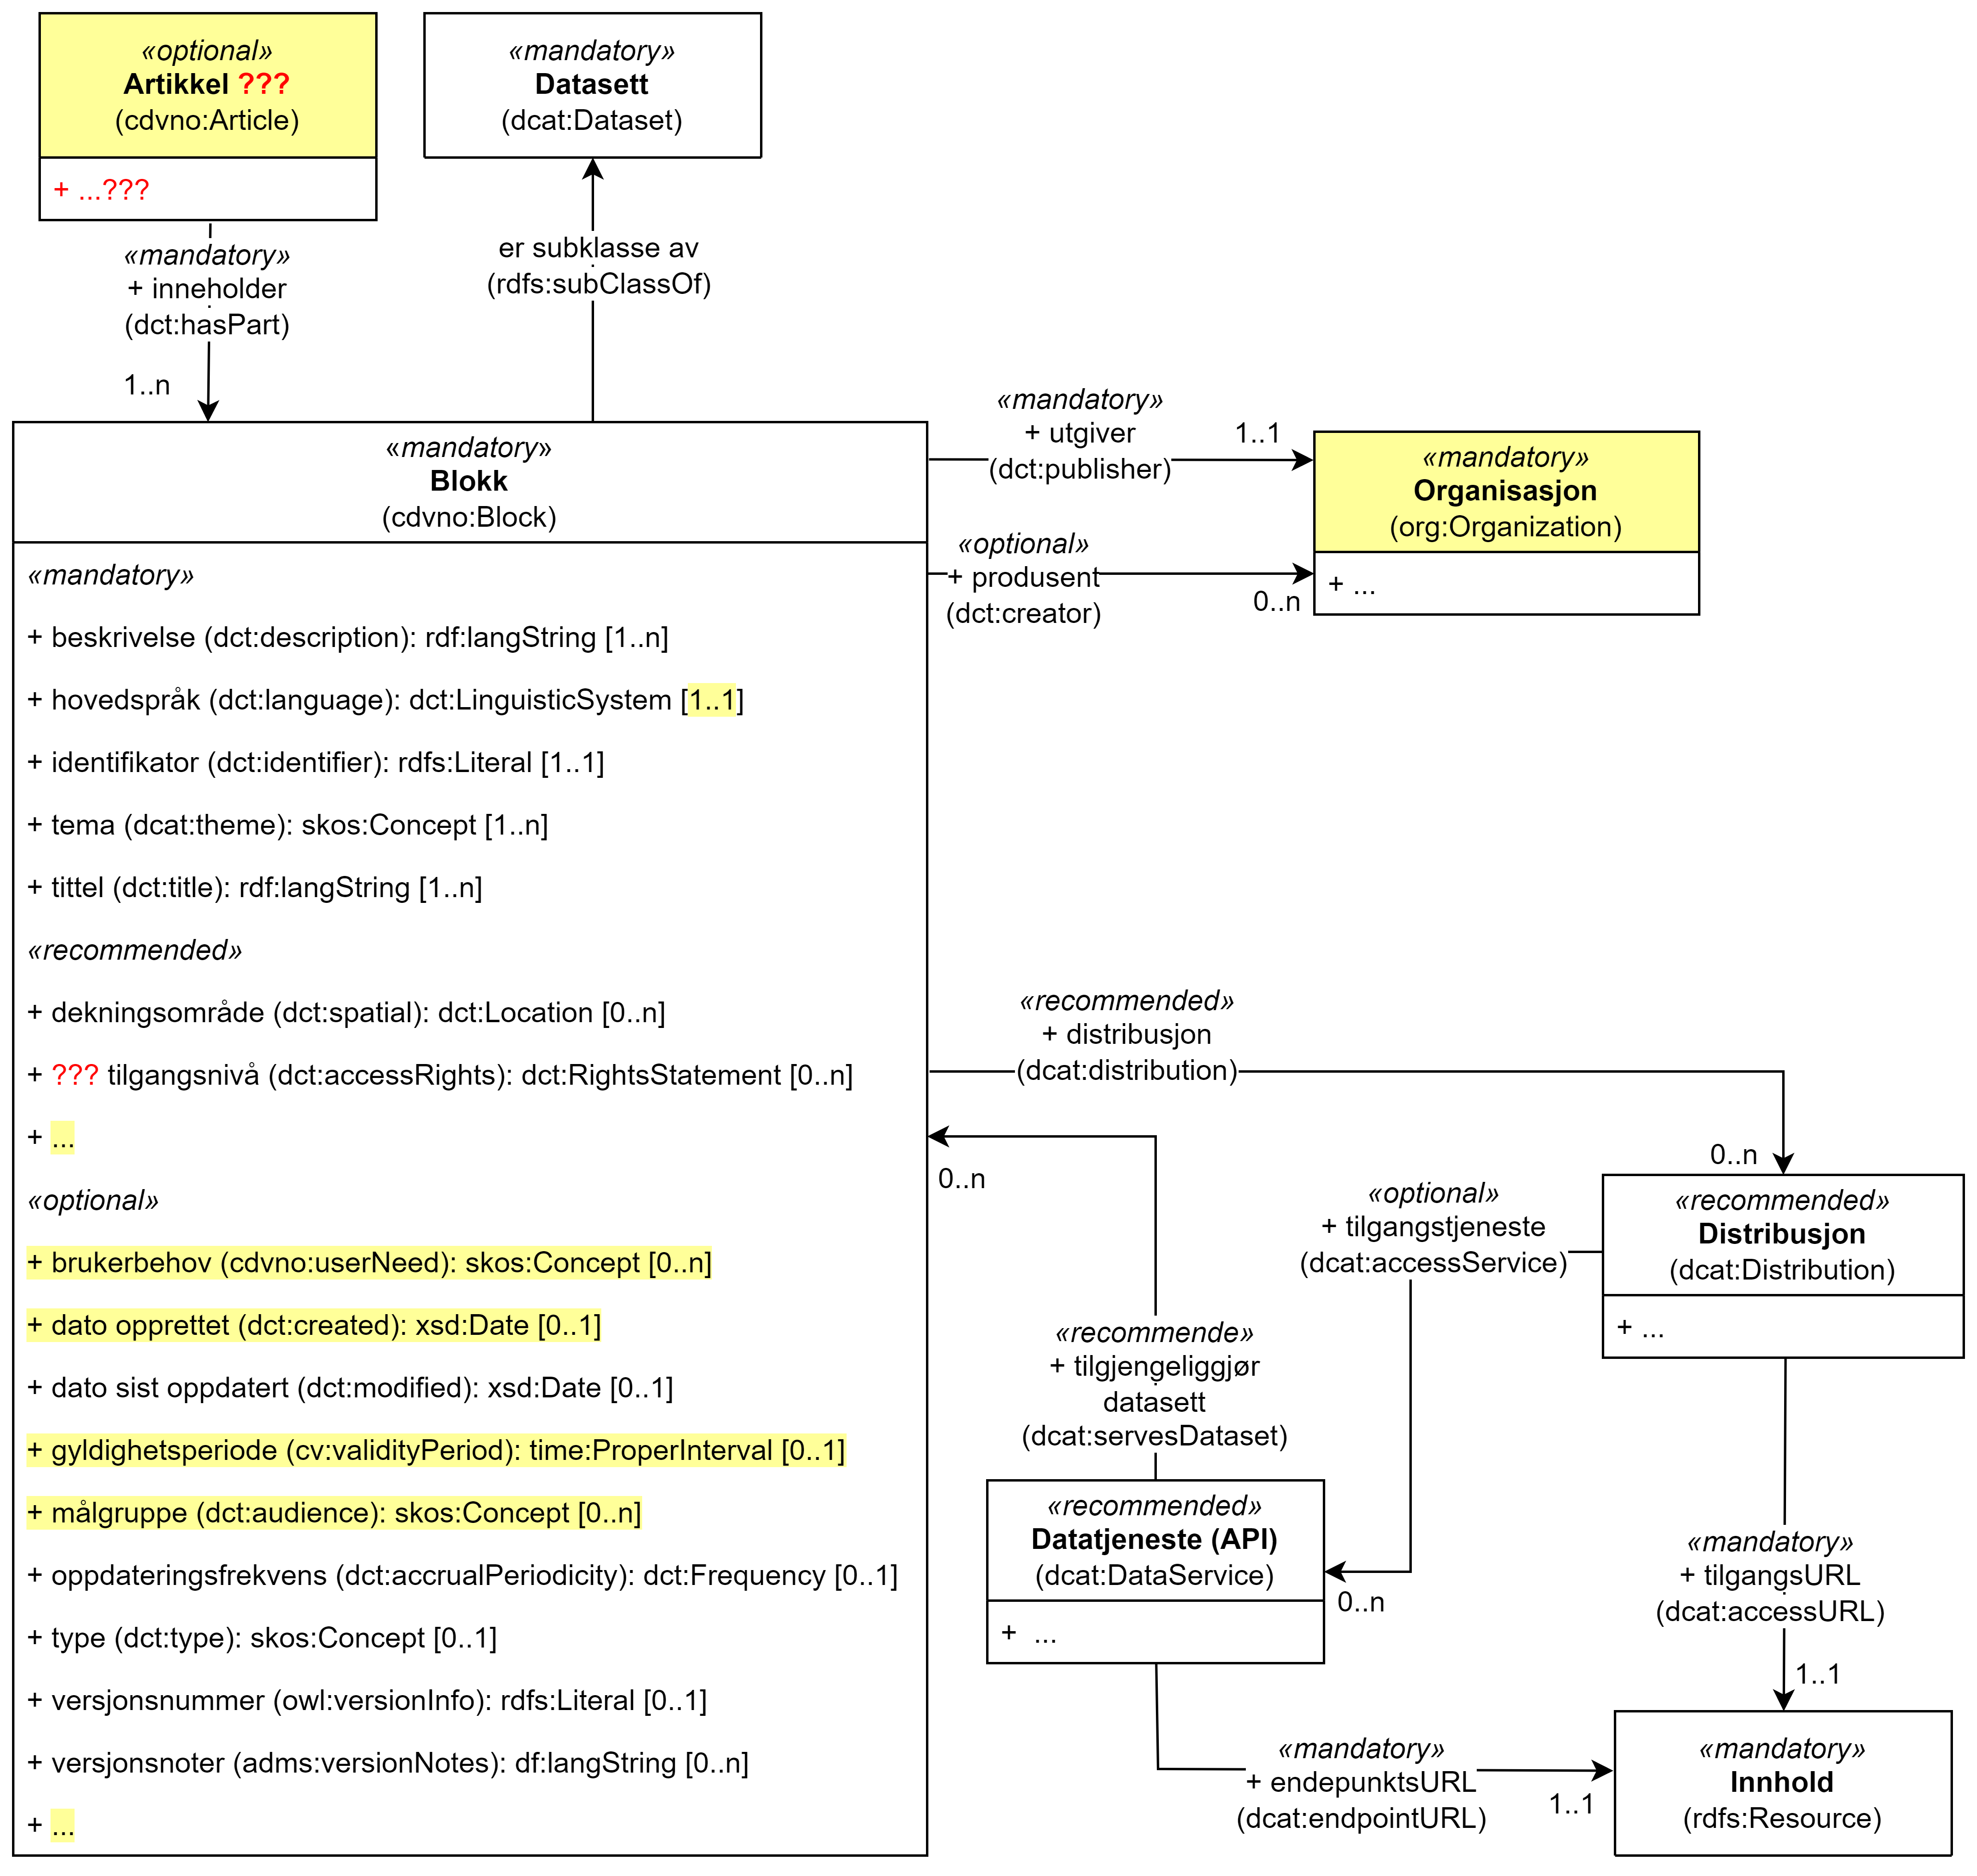 «optional»
Artikkel ???
(cdvno:Article)
+ ...???
«mandatory»
Datasett
(dcat:Dataset)
«mandatory»
+ inneholder
(dct:hasPart)
1..n
er subklasse av
(rdfs:subClassOf)
«mandatory»
Blokk
(cdvno:Block)
«mandatory»
+ beskrivelse (dct:description): rdf:langString [1..n]
+ hovedspråk (dct:language): dct:LinguisticSystem [1..1]
+ identifikator (dct:identifier): rdfs:Literal [1..1]
+ tema (dcat:theme): skos:Concept [1..n]
+ tittel (dct:title): rdf:langString [1..n]
«recommended»
+ dekningsområde (dct:spatial): dct:Location [0..n]
+ ??? tilgangsnivå (dct:accessRights): dct:RightsStatement [0..n]
+ ...
«optional»
+ brukerbehov (cdvno:userNeed): skos:Concept [0..n]
+ dato opprettet (dct:created): xsd:Date [0..1]
+ dato sist oppdatert (dct:modified): xsd:Date [0..1]
+ gyldighetsperiode (cv:validityPeriod): time:ProperInterval [0..1]
+ målgruppe (dct:audience): skos:Concept [0..n]
+ oppdateringsfrekvens (dct:accrualPeriodicity): dct:Frequency [0..1]
+ type (dct:type): skos:Concept [0..1]
+ versjonsnummer (owl:versionInfo): rdfs:Literal [0..1]
+ versjonsnoter (adms:versionNotes): df:langString [0..n]
+ ...
«mandatory»
+ utgiver
(dct:publisher)
1..1
«optional»
+ produsent
(dct:creator)
0..n
«mandatory»
Organisasjon
(org:Organization)
+ ...
«recommended»
+ distribusjon
(dcat:distribution)
0..n
0..n
«optional»
+ tilgangstjeneste
(dcat:accessService)
«recommended»
Distribusjon
(dcat:Distribution)
+ ...
«recommende»
+ tilgjengeliggjør
datasett
(dcat:servesDataset)
«recommended»
Datatjeneste (API)
(dcat:DataService)
+ ...
0..n
«mandatory»
+ tilgangsURL
(dcat:accessURL)
1..1
«mandatory»
+ endepunktsURL
(dcat:endpointURL)
1..1
«mandatory»
Innhold
(rdfs:Resource)